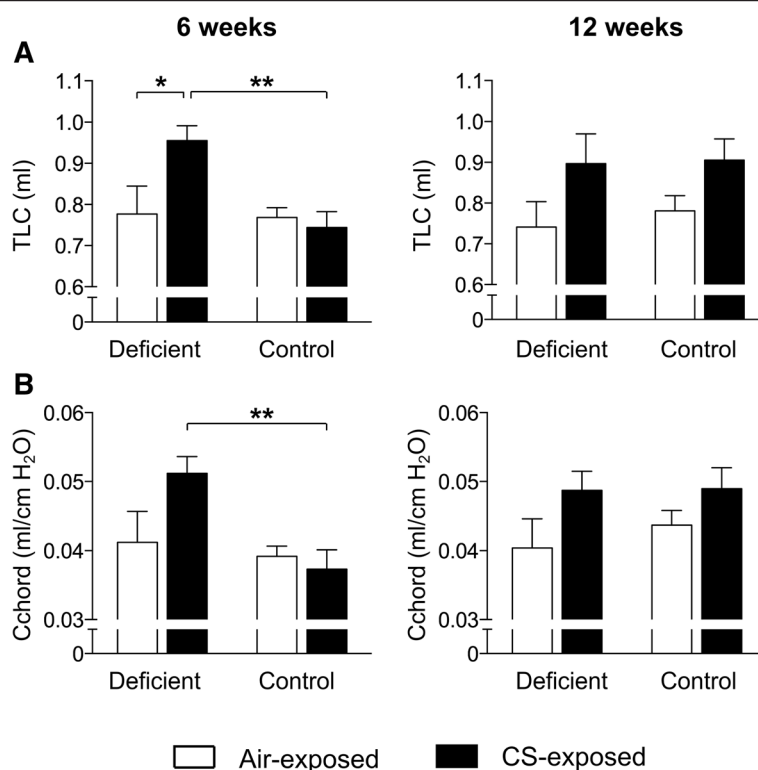 6 weeks 12 weeks
A
* **
TLC (ml) 1.1 1.0 0.9 0.8 0.7 0.6 0
Deficient Control
TLC (ml) 1.1 1.0 0.9 0.8 0.7 0.6 0
Deficient Control
B
**
Cchord (ml/cm H₂O) 0.06 0.05 0.04 0.03 0
Deficient Control
Cchord (ml/cm H₂O) 0.06 0.05 0.04 0.03 0
Deficient Control
Air-exposed CS-exposed